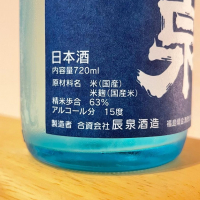 泉
日本酒
内容量720ml
原材料名 米(国産)
米麹(国産米)
精米歩合 63%
アルコール分 15度
製造者 合資会社 辰泉酒造